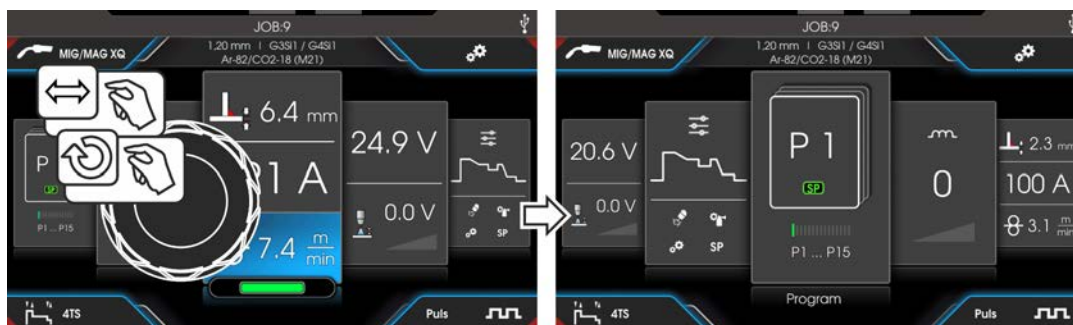 JOB:9
MIG/MAG XQ
1,20 mm I G3Si1 / G4Si1
Ar-82/CO2-18 (M21)
6.4 mm
1 A
7.4 m/min
24.9 V
0.0 V
P
SP
P1 ... P15
SP
4TS
Puls
JOB:9
MIG/MAG XQ
1,20 mm I G3Si1 / G4Si1
Ar-82/CO2-18 (M21)
20.6 V
0.0 V
SP
P 1
SP
P1 ... P15
Program
0
2.3 mm
100 A
3.1 m/min
4TS
Puls